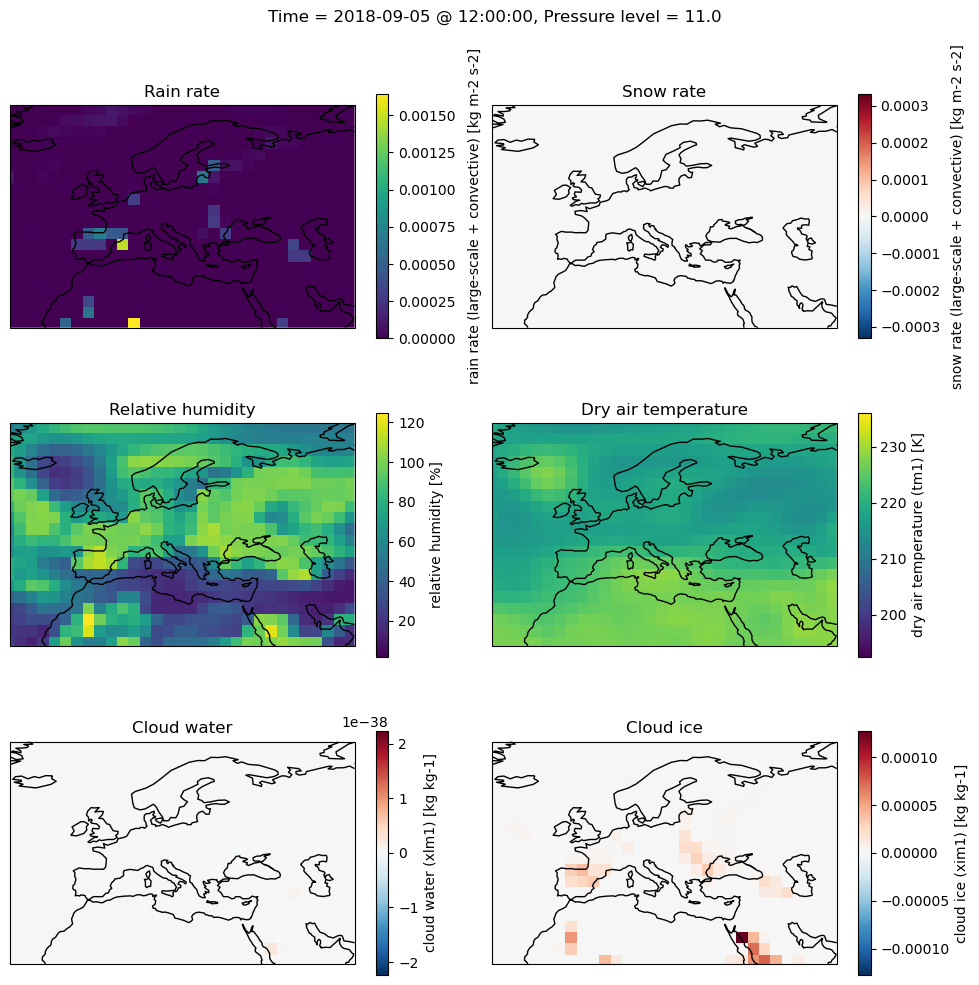 Time = 2018-09-05 @ 12:00:00, Pressure level = 11.0
Rain rate
0.00150
0.00125
0.00100
0.00075
0.00050
0.00025
0.00000
rain rate (large-scale + convective) [kg m-2 s-2]
Snow rate
0.0003
0.0002
0.0001
0.0000
−0.0001
−0.0002
−0.0003
snow rate (large-scale + convective) [kg m-2 s-2]
Relative humidity
120
100
80
60
40
20
relative humidity [%]
Dry air temperature
230
220
210
200
dry air temperature (tm1) [K]
Cloud water
1e−38
2
1
0
−1
−2
cloud water (xlm1) [kg kg-1]
Cloud ice
0.00010
0.00005
0.00000
−0.00005
−0.00010
cloud ice (xim1) [kg kg-1]